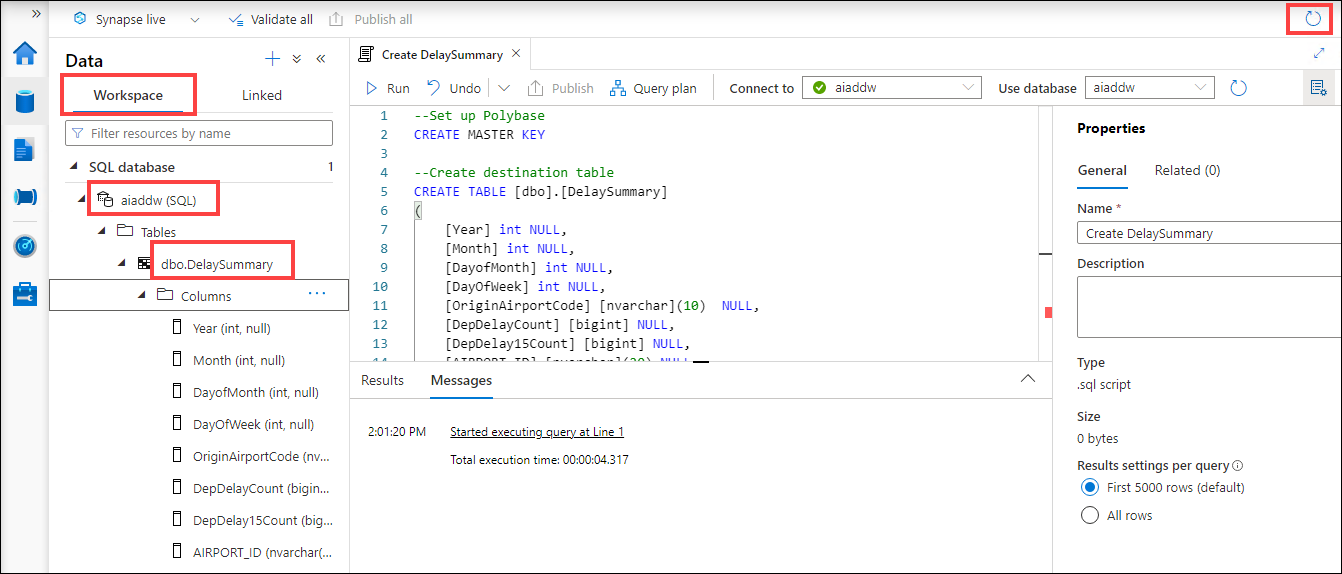 Synapse live
Validate all
Publish all
Data
Workspace
Linked
Filter resources by name
SQL database
1
aiaddw (SQL)
Tables
dbo.DelaySummary
Columns
Year (int, null)
Month (int, null)
DayofMonth (int, null)
DayOfWeek (int, null)
OriginAirportCode (nv...
DepDelayCount (bigin...
DepDelay15Count (big...
AIRPORT_ID (nvarchar(...
Create DelaySummary
Run
Undo
Publish
Query plan
Connect to
aiaddw
Use database
aiaddw
1 --Set up Polybase
2 CREATE MASTER KEY
3
4 --Create destination table
5 CREATE TABLE [dbo].[DelaySummary]
6 (
7 [Year] int NULL,
8 [Month] int NULL,
9 [DayofMonth] int NULL,
10 [DayOfWeek] int NULL,
11 [OriginAirportCode] [nvarchar](10)  NULL,
12 [DepDelayCount] [bigint] NULL,
13 [DepDelay15Count] [bigint] NULL,
14 [AIRPORT_ID] [nvarchar](20) NULL
Results
Messages
2:01:20 PM
Started executing query at Line 1
Total execution time: 00:00:04.317
Properties
General
Related (0)
Name *
Create DelaySummary
Description
Type
.sql script
Size
0 bytes
Results settings per query
First 5000 rows (default)
All rows